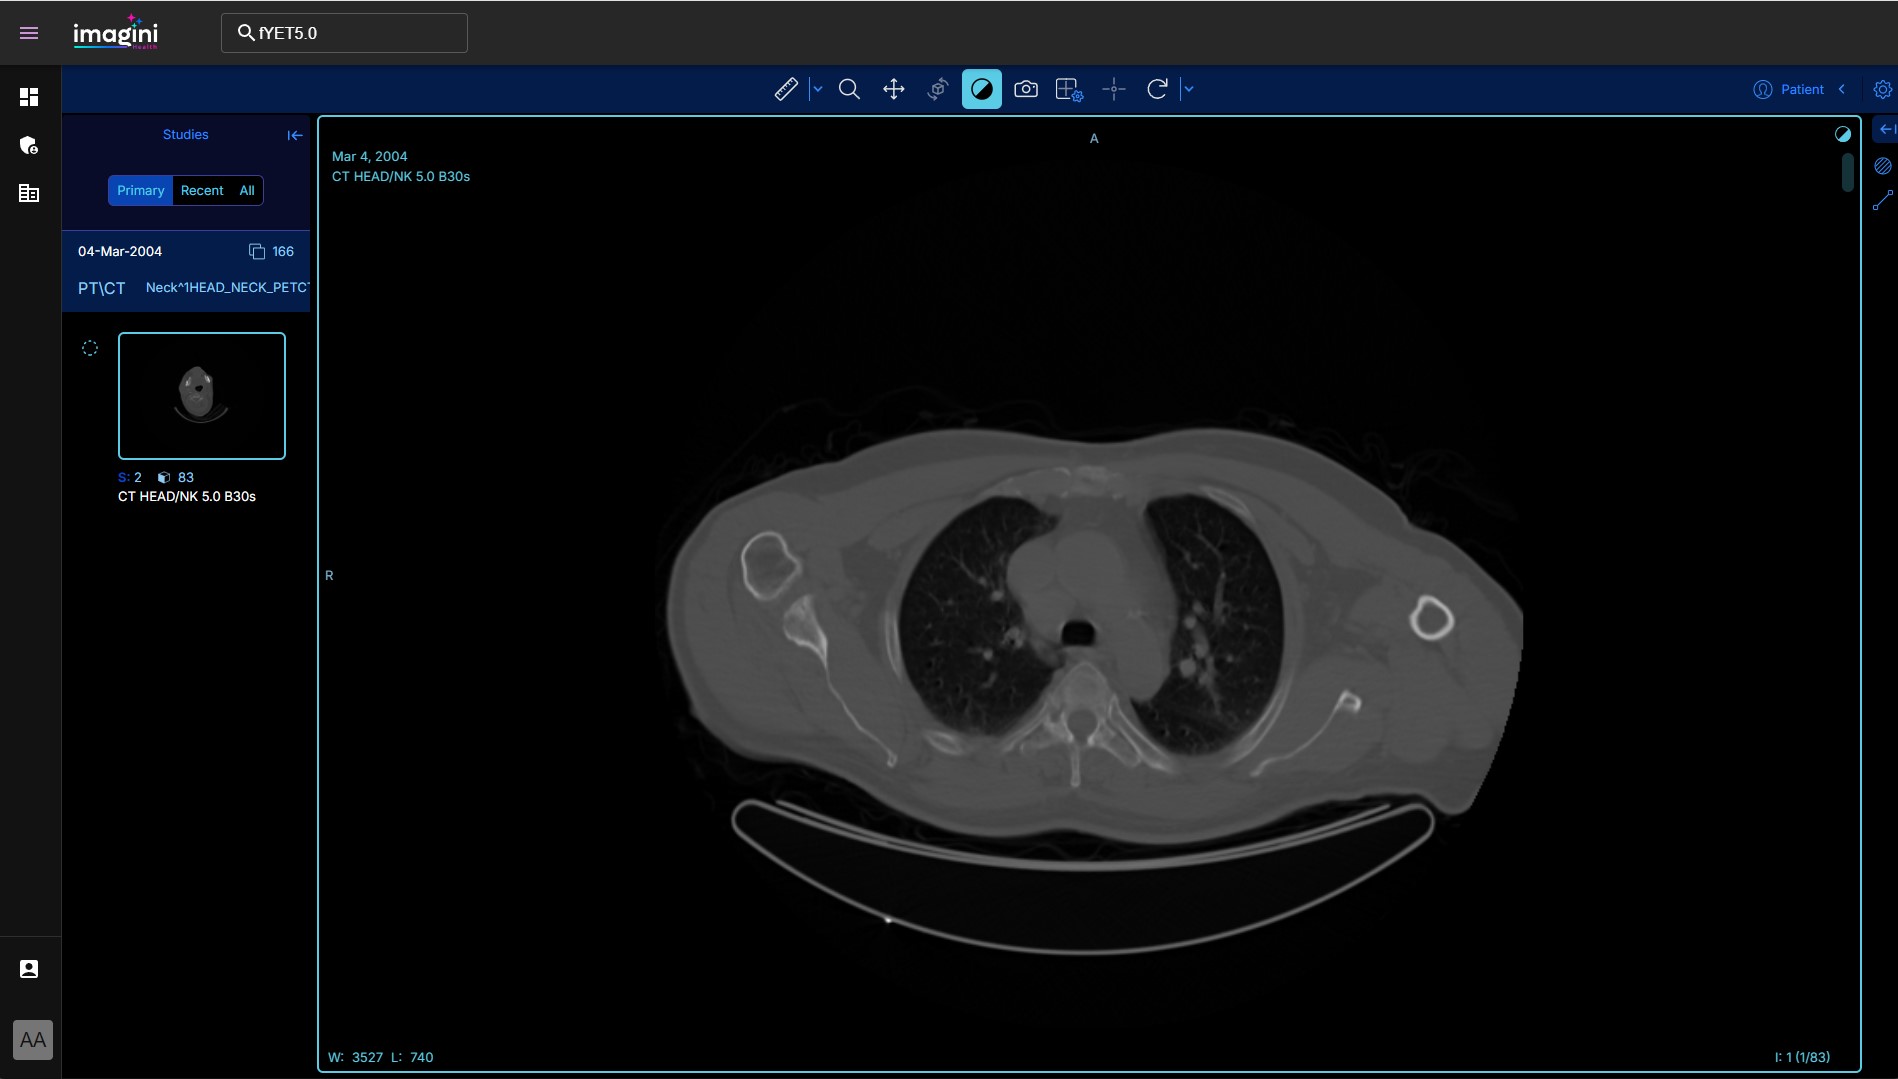 imagini
Health
fYET5.0
Patient
Studies
Primary Recent All
04-Mar-2004 166
PT\CT Neck^1HEAD_NECK_PETCT
S: 2 83
CT HEAD/NK 5.0 B30s
AA
A
Mar 4, 2004
CT HEAD/NK 5.0 B30s
R
W: 3527 L: 740
I: 1 (1/83)